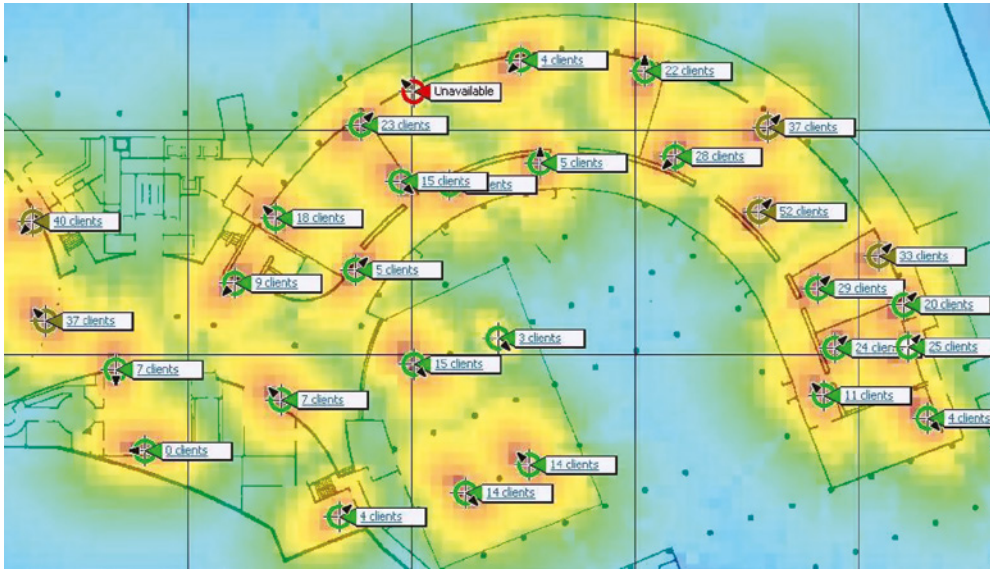 4 clients
22 clients
Unavailable
23 clients
37 clients
28 clients
5 clients
15 clients
clients
40 clients
18 clients
52 clients
33 clients
5 clients
9 clients
29 clients
20 clients
37 clients
3 clients
24 clien
25 clients
15 clients
7 clients
7 clients
11 clients
4 clients
0 clients
14 clients
14 clients
4 clients